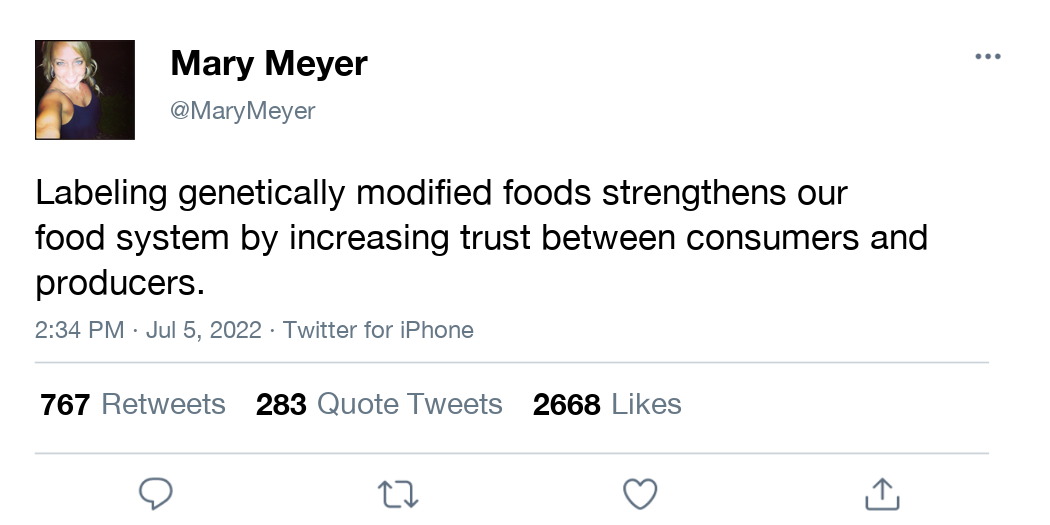 Mary Meyer
@MaryMeyer
Labeling genetically modified foods strengthens our
food system by increasing trust between consumers and
producers.
2:34 PM · Jul 5, 2022 · Twitter for iPhone
767 Retweets 283 Quote Tweets 2668 Likes